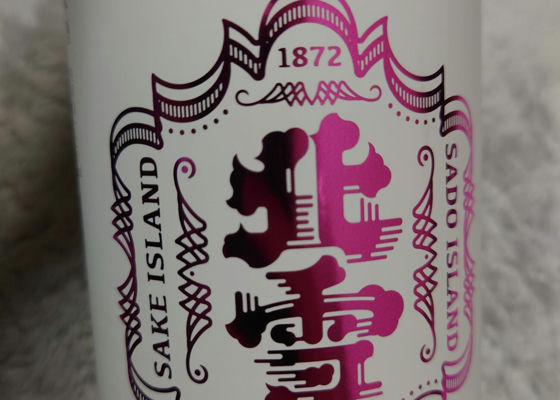 1872
SAKE ISLAND
北雪
SADO ISLAND